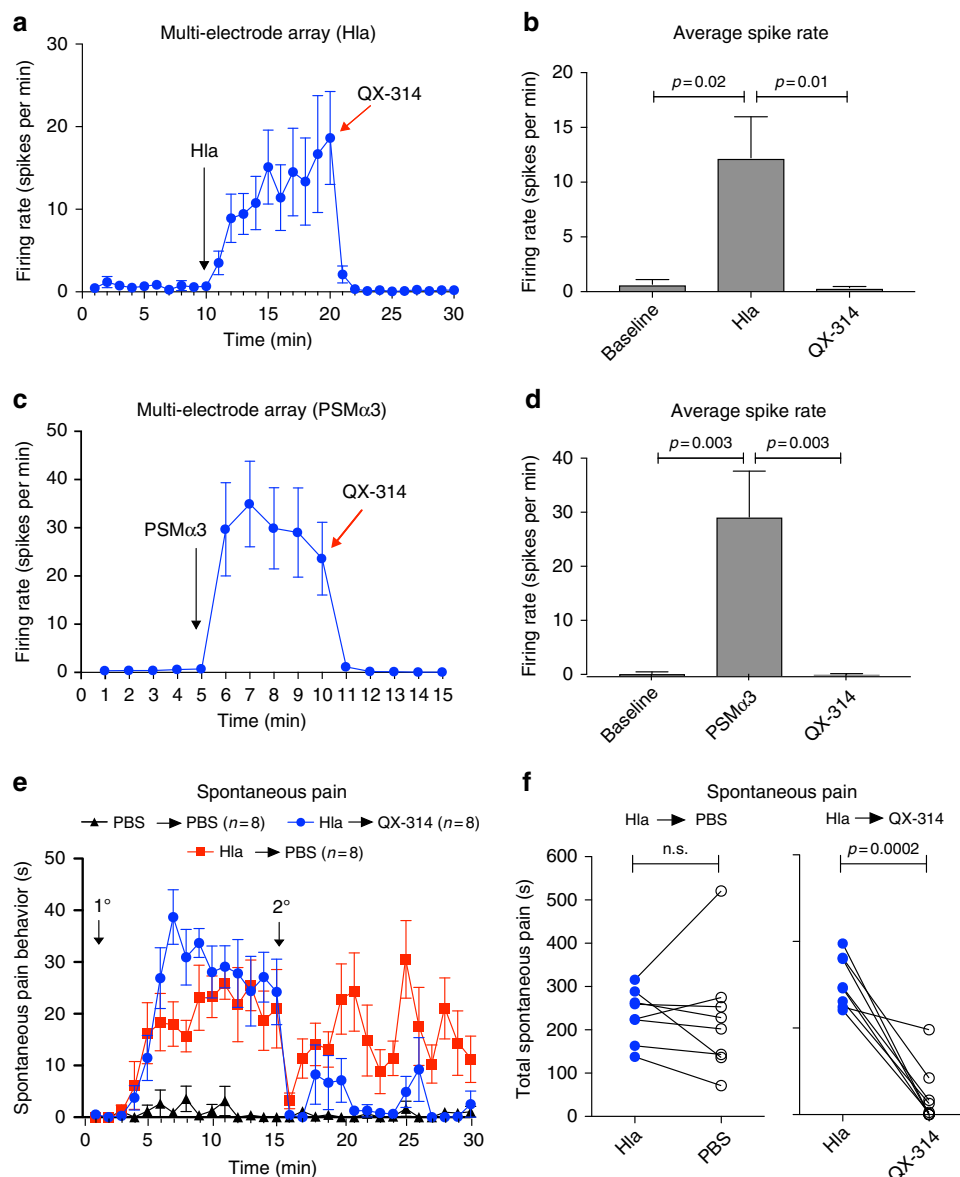 a
Multi-electrode array (Hla)
Firing rate (spikes per min)
30
20
10
0
Hla
QX-314
0 5 10 15 20 25 30
Time (min)
b
Average spike rate
Firing rate (spikes per min)
20
15
10
5
0
p=0.02 p=0.01
Baseline Hla QX-314
c
Multi-electrode array (PSMα3)
Firing rate (spikes per min)
50
40
30
20
10
0
PSMα3
QX-314
0 1 2 3 4 5 6 7 8 9 10 11 12 13 14 15
Time (min)
d
Average spike rate
Firing rate (spikes per min)
40
30
20
10
0
p=0.003 p=0.003
Baseline PSMα3 QX-314
e
Spontaneous pain
PBS PBS (n=8) Hla QX-314 (n=8)
Hla PBS (n=8)
Spontaneous pain behavior (s)
50
40
30
20
10
0
1° 2°
0 5 10 15 20 25 30
Time (min)
f
Spontaneous pain
Hla PBS
Hla QX-314
n.s.
p=0.0002
Total spontaneous pain (s)
600
500
400
300
200
100
0
Hla PBS
Hla QX-314